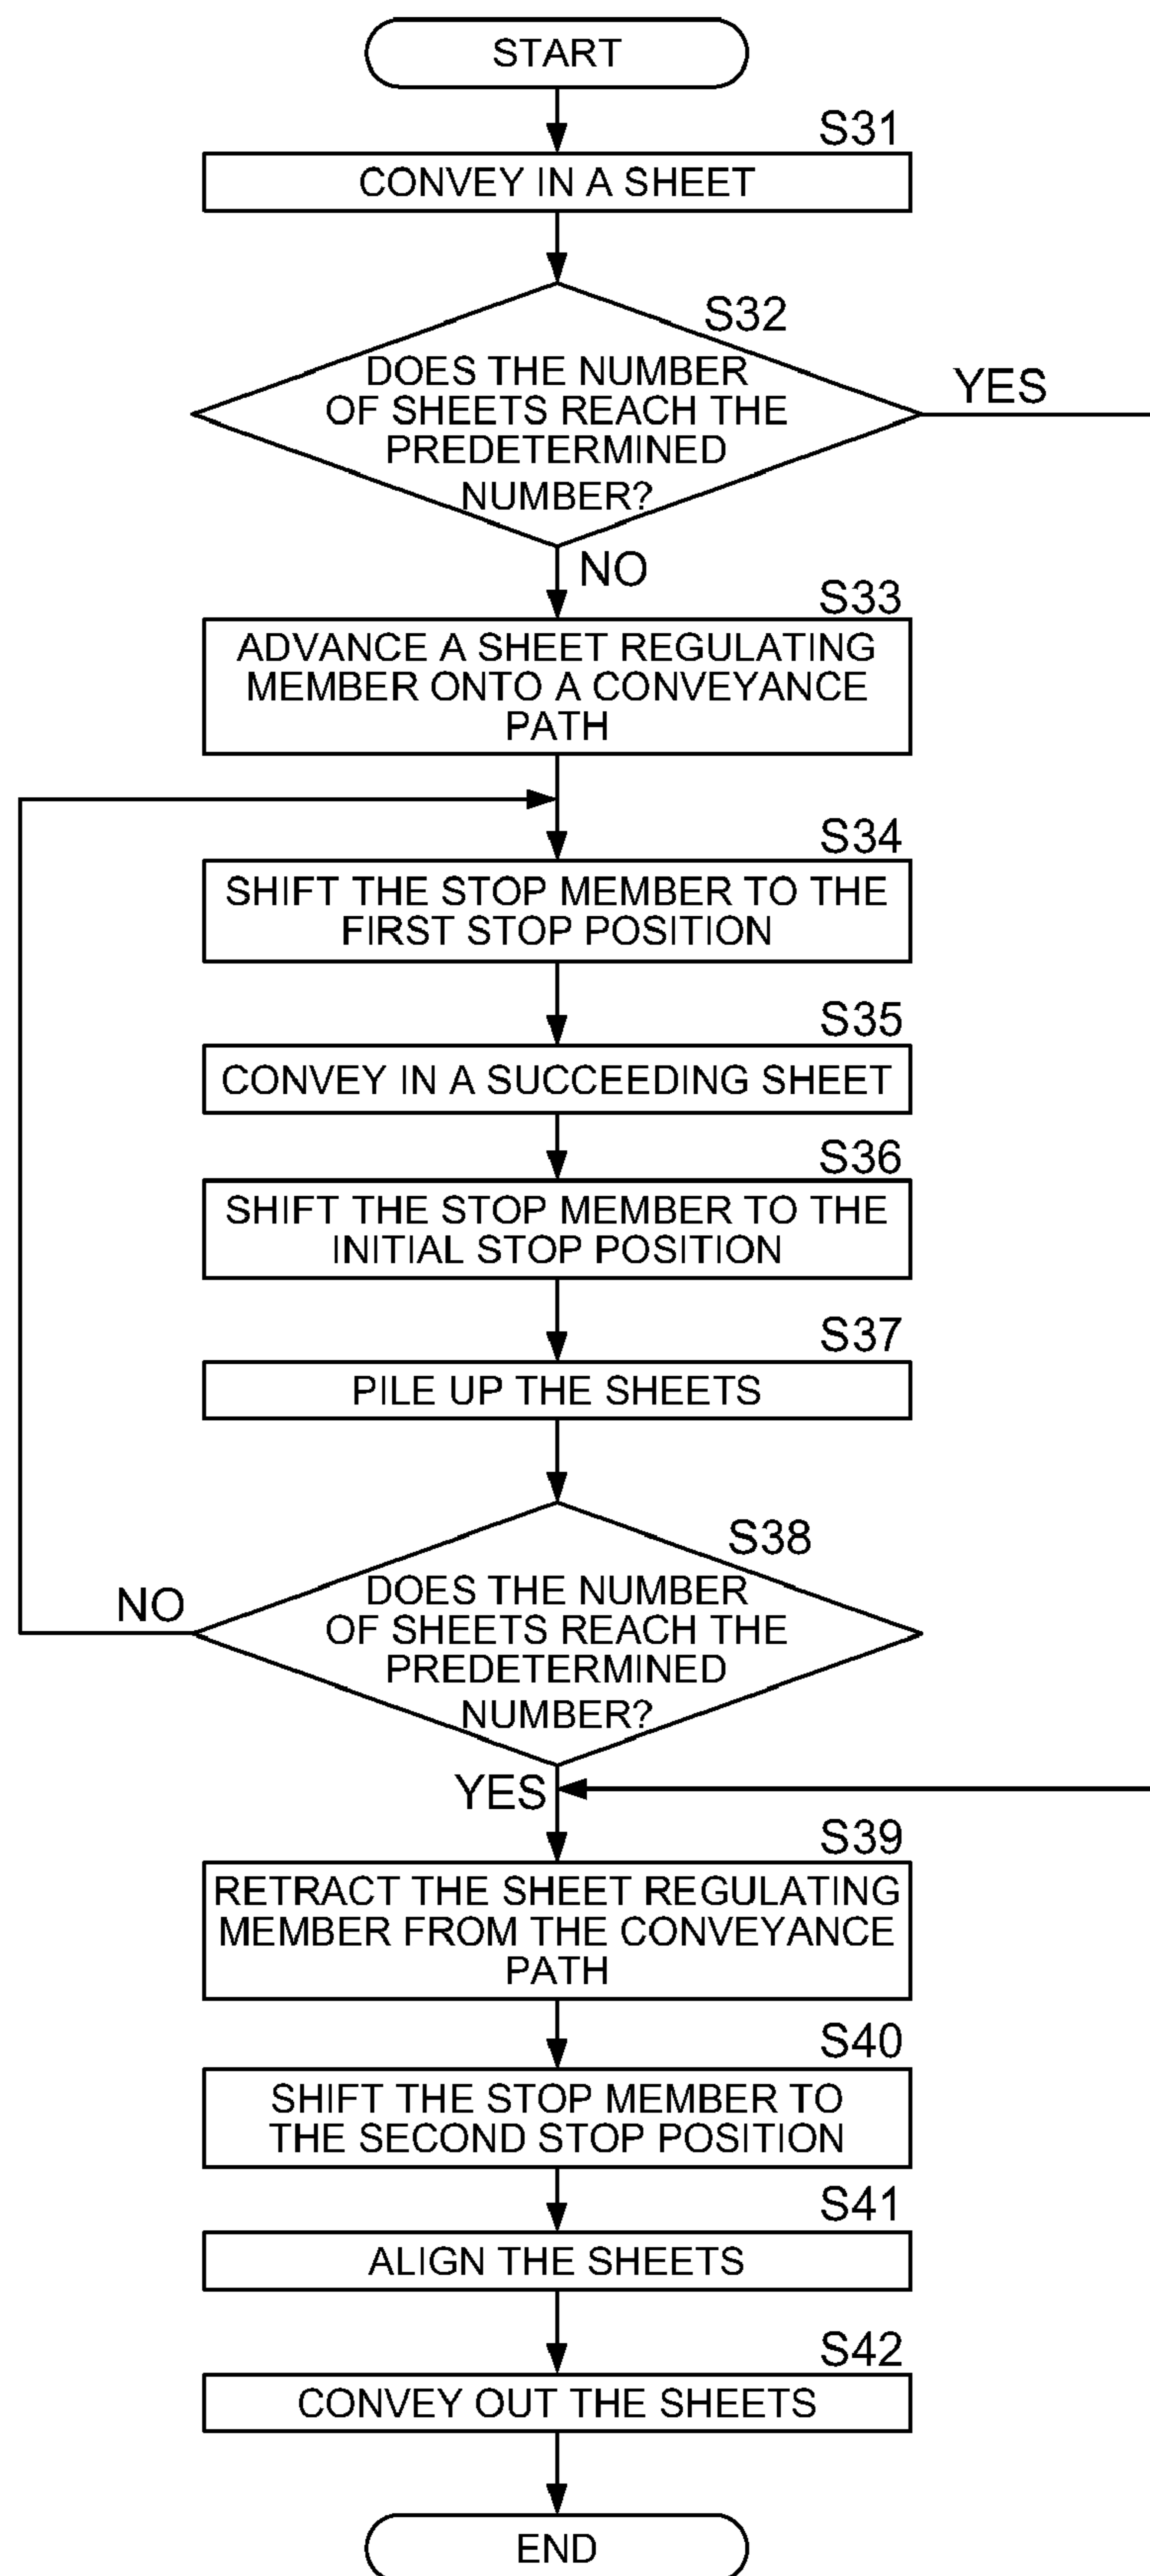 START
S31
CONVEY IN A SHEET
S32
DOES THE NUMBER
OF SHEETS REACH THE
PREDETERMINED
NUMBER?
YES
NO
S33
ADVANCE A SHEET REGULATING
MEMBER ONTO A CONVEYANCE
PATH
S34
SHIFT THE STOP MEMBER TO THE
FIRST STOP POSITION
S35
CONVEY IN A SUCCEEDING SHEET
S36
SHIFT THE STOP MEMBER TO THE
INITIAL STOP POSITION
S37
PILE UP THE SHEETS
S38
DOES THE NUMBER
OF SHEETS REACH THE
PREDETERMINED
NUMBER?
NO
YES
S39
RETRACT THE SHEET REGULATING
MEMBER FROM THE CONVEYANCE
PATH
S40
SHIFT THE STOP MEMBER TO
THE SECOND STOP POSITION
S41
ALIGN THE SHEETS
S42
CONVEY OUT THE SHEETS
END